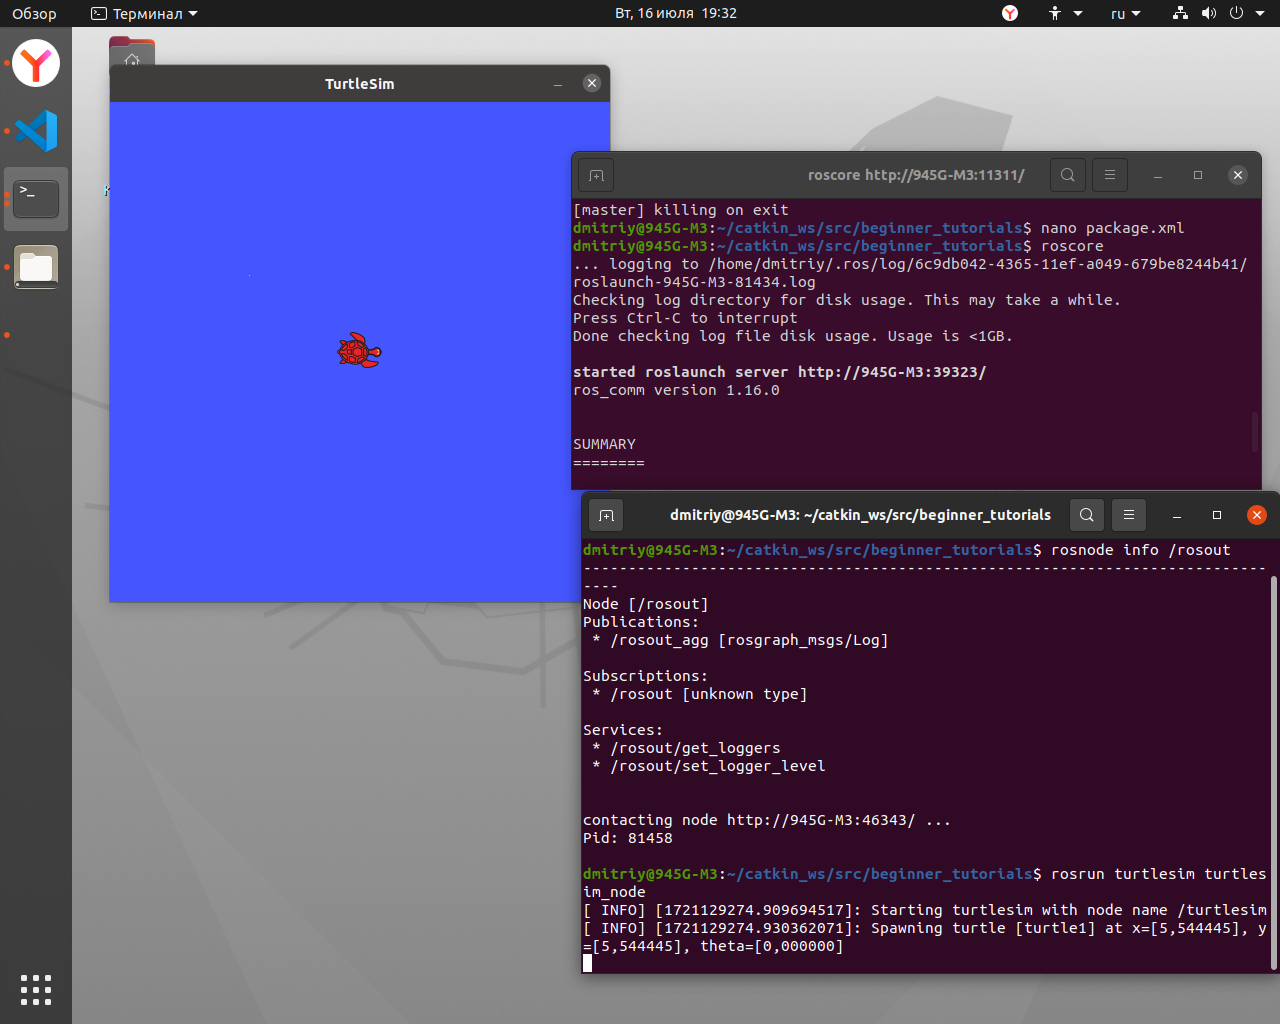 Обзор
Терминал
Вт, 16 июля 19:32
ru
TurtleSim
roscore http://945G-M3:11311/
[master] killing on exit
dmitriy@945G-M3:~/catkin_ws/src/beginner_tutorials$ nano package.xml
dmitriy@945G-M3:~/catkin_ws/src/beginner_tutorials$ roscore
... logging to /home/dmitriy/.ros/log/6c9db042-4365-11ef-a049-679be8244b41/
roslaunch-945G-M3-81434.log
Checking log directory for disk usage. This may take a while.
Press Ctrl-C to interrupt
Done checking log file disk usage. Usage is <1GB.
started roslaunch server http://945G-M3:39323/
ros_comm version 1.16.0
SUMMARY
========
dmitriy@945G-M3: ~/catkin_ws/src/beginner_tutorials
dmitriy@945G-M3:~/catkin_ws/src/beginner_tutorials$ rosnode info /rosout
----------------------------------------------------------------------------
----
Node [/rosout]
Publications:
* /rosout_agg [rosgraph_msgs/Log]
Subscriptions:
* /rosout [unknown type]
Services:
* /rosout/get_loggers
* /rosout/set_logger_level
contacting node http://945G-M3:46343/ ...
Pid: 81458
dmitriy@945G-M3:~/catkin_ws/src/beginner_tutorials$ rosrun turtlesim turtles
im_node
[ INFO] [1721129274.909694517]: Starting turtlesim with node name /turtlesim
[ INFO] [1721129274.930362071]: Spawning turtle [turtle1] at x=[5,544445], y
=[5,544445], theta=[0,000000]